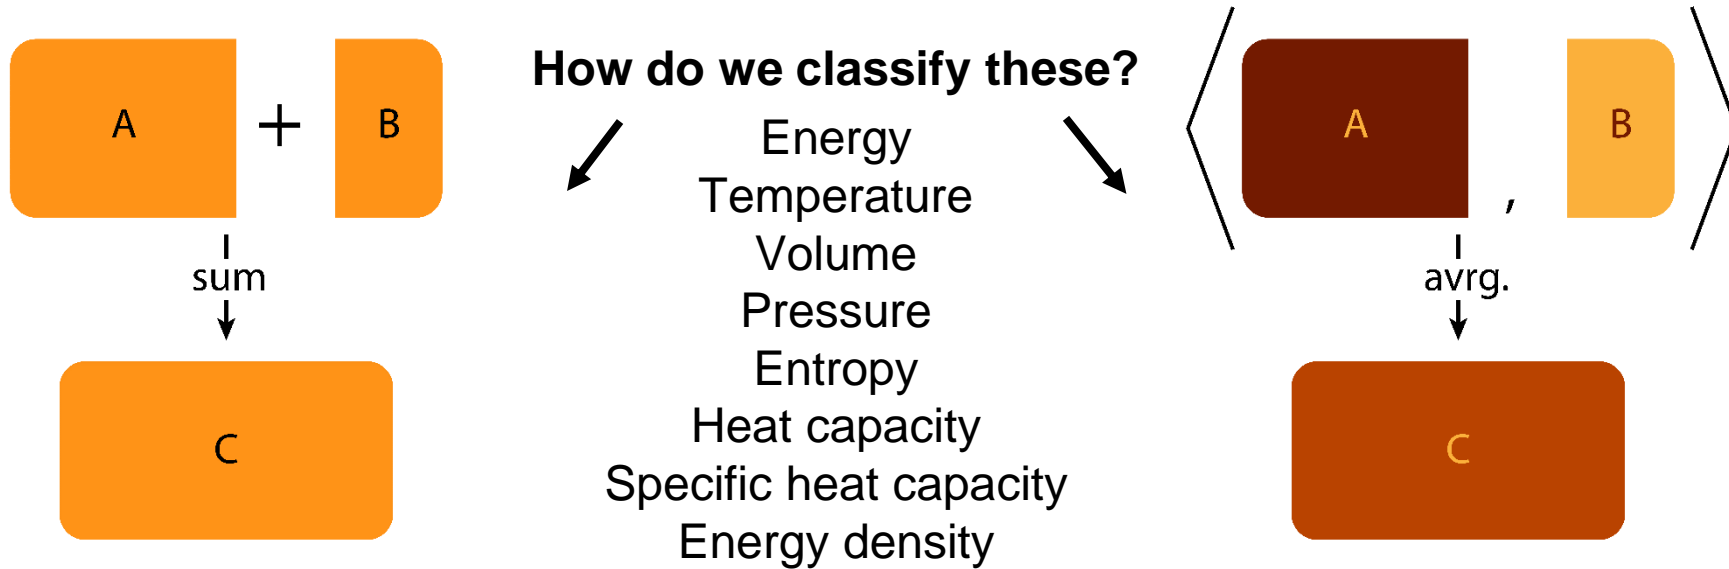 How do we classify these?
A + B
sum
C
Energy
Temperature
Volume
Pressure
Entropy
Heat capacity
Specific heat capacity
Energy density
A , B
avrg.
C